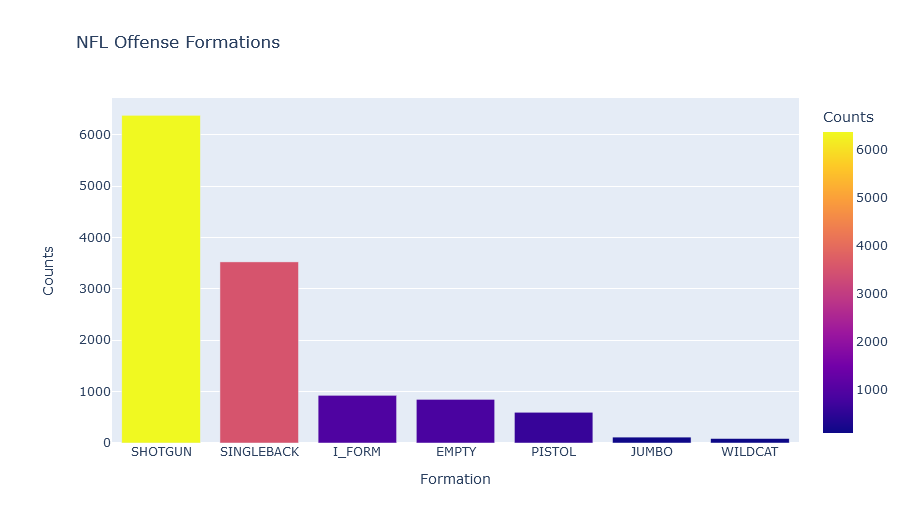 NFL Offense Formations
Counts
6000
5000
4000
3000
2000
1000
0
SHOTGUN SINGLEBACK I_FORM EMPTY PISTOL JUMBO WILDCAT
Formation
Counts
6000
5000
4000
3000
2000
1000